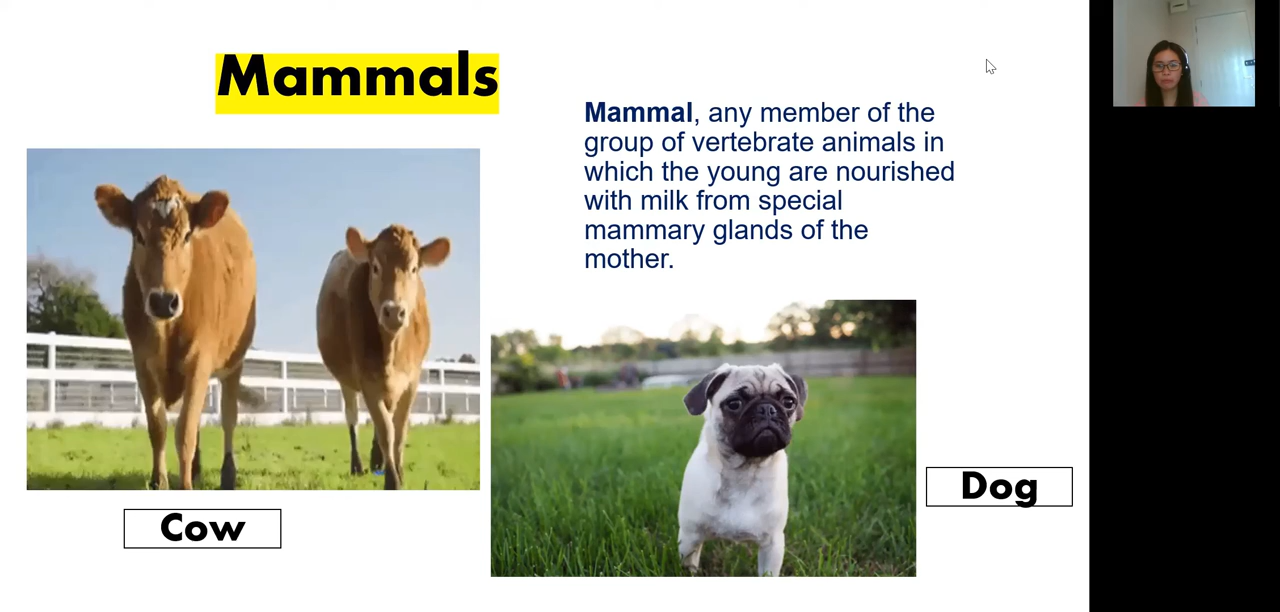 Mammals
Mammal, any member of the
group of vertebrate animals in
which the young are nourished
with milk from special
mammary glands of the
mother.
Cow
Dog